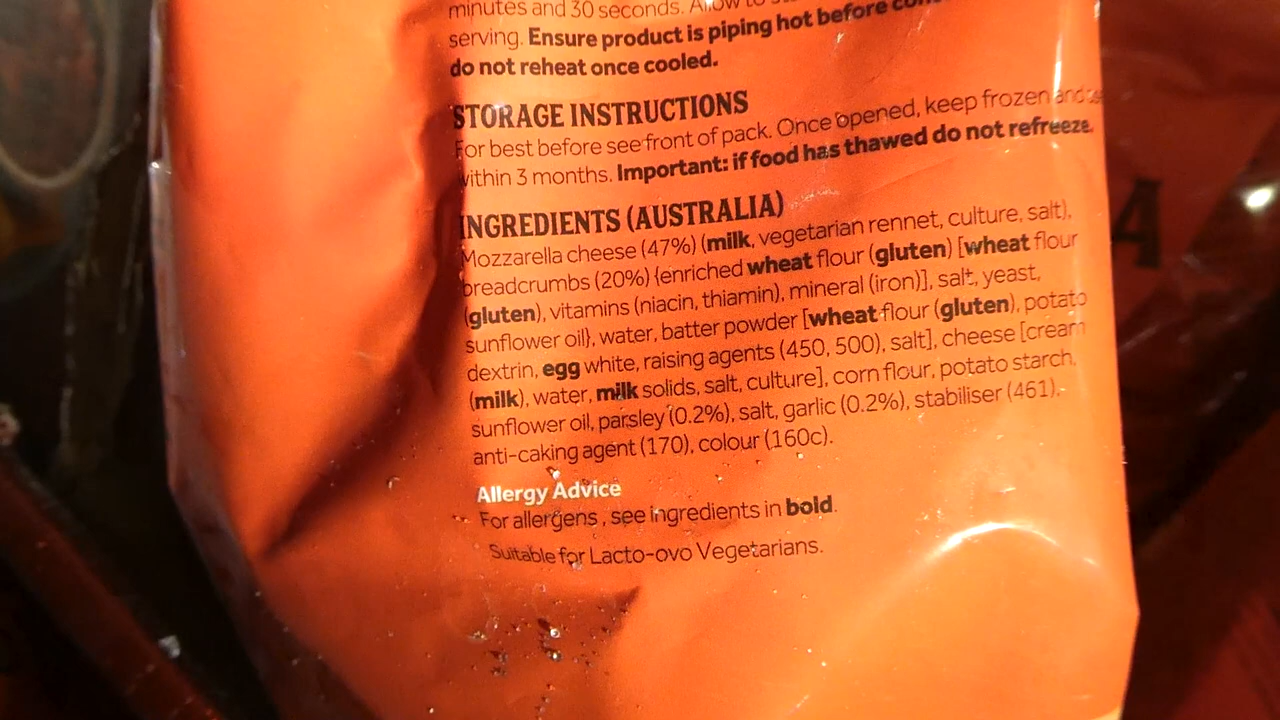 minutes and 30 seconds. Allow to
serving. Ensure product is piping hot before
do not reheat once cooled.
STORAGE INSTRUCTIONS
For best before see front of pack. Once opened, keep frozen and
within 3 months. Important: if food has thawed do not refreeze.
INGREDIENTS (AUSTRALIA)
Mozzarella cheese (47%) (milk, vegetarian rennet, culture, salt),
breadcrumbs (20%) {enriched wheat flour (gluten) [wheat flour
(gluten), vitamins (niacin, thiamin), mineral (iron)], salt, yeast,
sunflower oil}, water, batter powder [wheat flour (gluten), potato
dextrin, egg white, raising agents (450, 500), salt], cheese [cream
(milk), water, milk solids, salt, culture], corn flour, potato starch,
sunflower oil, parsley (0.2%), salt, garlic (0.2%), stabiliser (461),
anti-caking agent (170), colour (160c).
Allergy Advice
For allergens, see ingredients in bold.
Suitable for Lacto-ovo Vegetarians.
4